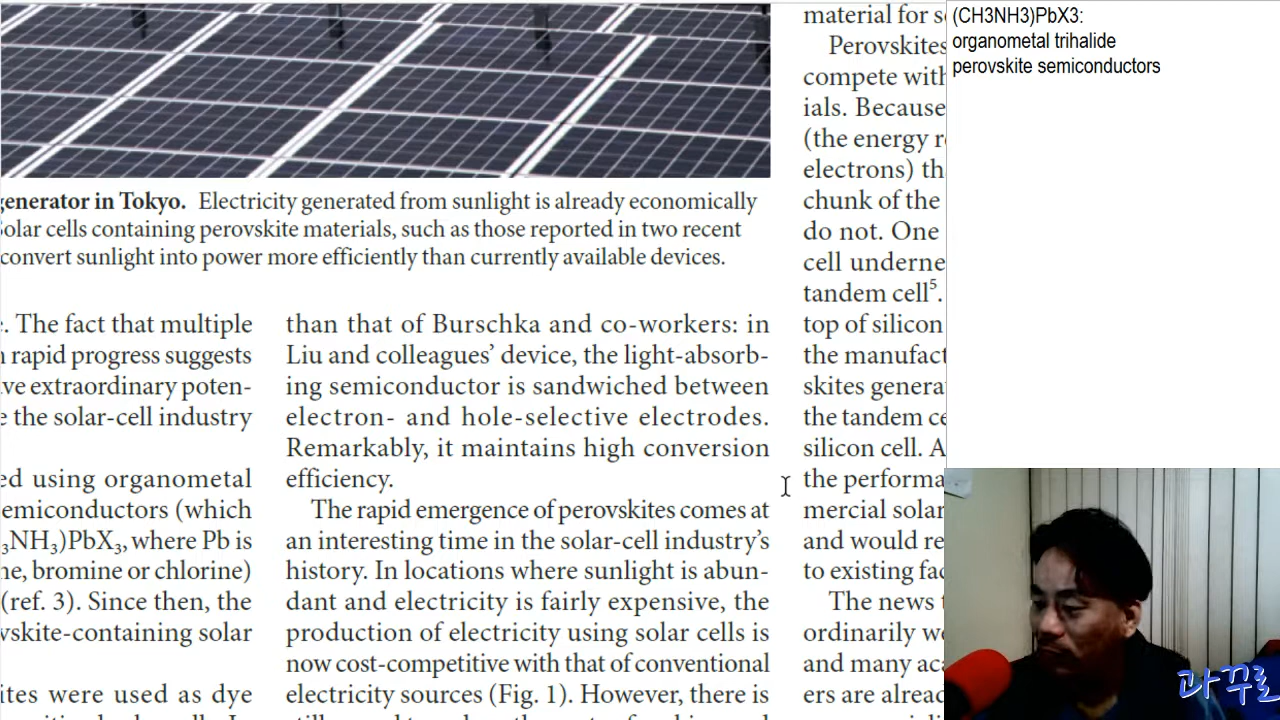 generator in Tokyo. Electricity generated from sunlight is already economically
Solar cells containing perovskite materials, such as those reported in two recent
convert sunlight into power more efficiently than currently available devices.
e. The fact that multiple
rapid progress suggests
ve extraordinary poten-
e the solar-cell industry
ed using organometal
emiconductors (which
₃NH₃)PbX₃, where Pb is
ne, bromine or chlorine)
(ref. 3). Since then, the
vskite-containing solar
ites were used as dye
than that of Burschka and co-workers: in
Liu and colleagues’ device, the light-absorb-
ing semiconductor is sandwiched between
electron- and hole-selective electrodes.
Remarkably, it maintains high conversion
efficiency.
The rapid emergence of perovskites comes at
an interesting time in the solar-cell industry’s
history. In locations where sunlight is abun-
dant and electricity is fairly expensive, the
production of electricity using solar cells is
now cost-competitive with that of conventional
electricity sources (Fig. 1). However, there is
material for s
Perovskites
compete with
ials. Because
(the energy r
electrons) th
chunk of the
do not. One
cell underne
tandem cell⁵.
top of silicon
the manufact
skites genera
the tandem ce
silicon cell. A
the performa
mercial solar
and would re
to existing fac
The news
ordinarily we
and many aca
ers are alread
(CH3NH3)PbX3:
organometal trihalide
perovskite semiconductors
과꾸로